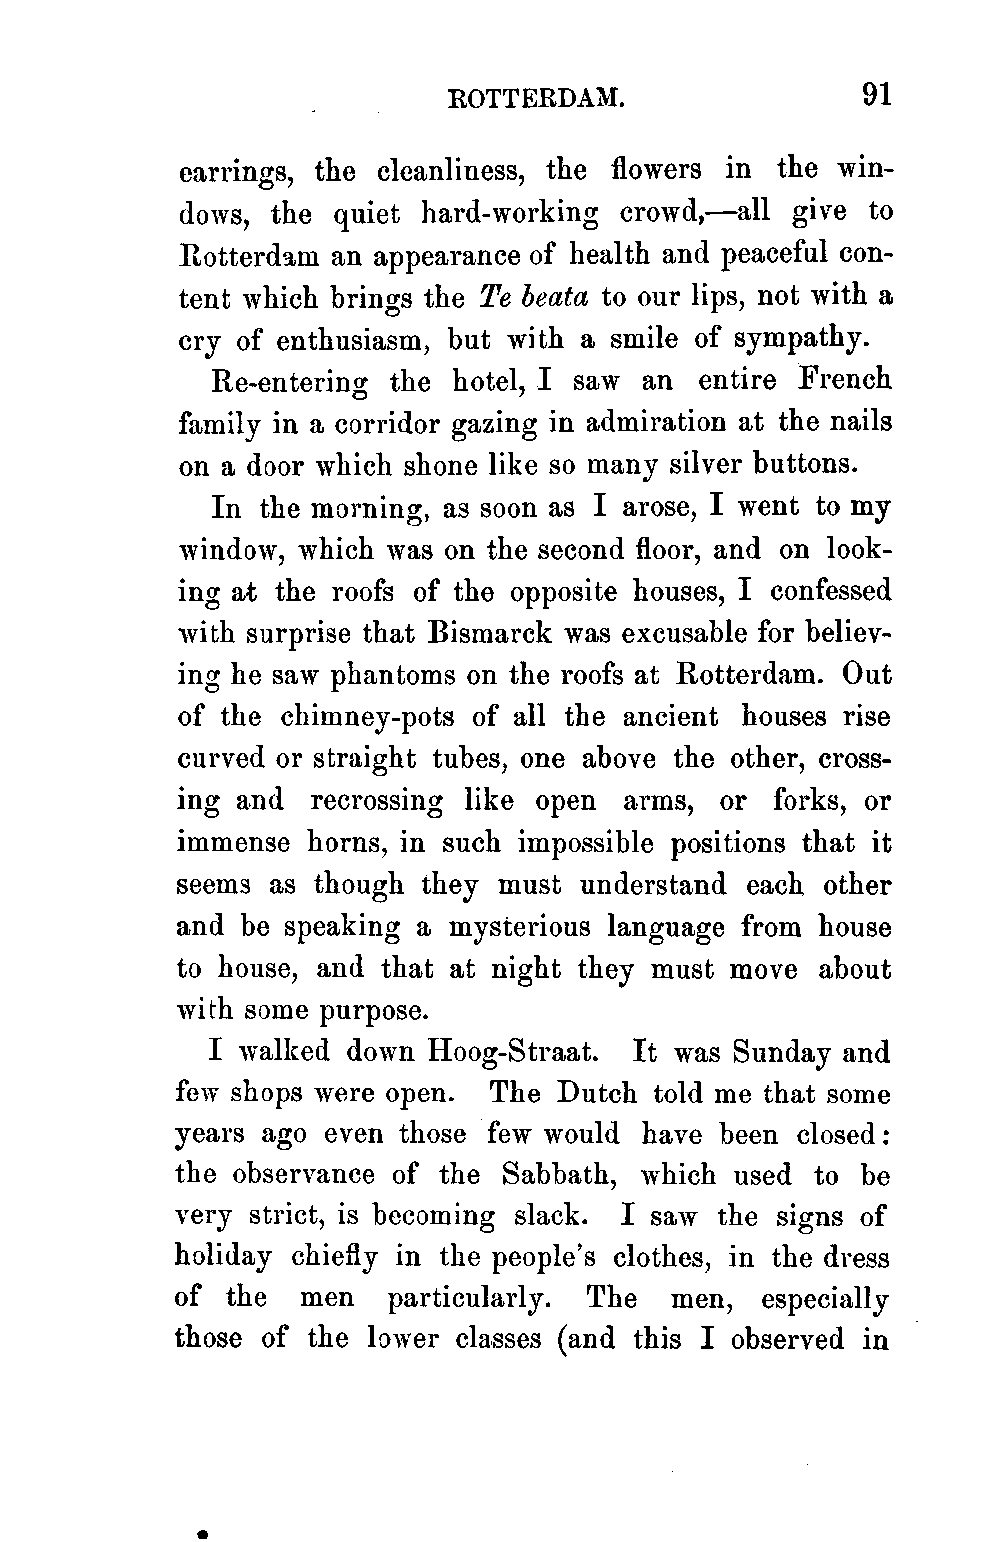 ROTTERDAM. 91
earrings, the cleanliness, the flowers in the win-
dows, the quiet hard-working crowd,—all give to
Rotterdam an appearance of health and peaceful con-
tent which brings the Te beata to our lips, not with a
cry of enthusiasm, but with a smile of sympathy.
Re-entering the hotel, I saw an entire French
family in a corridor gazing in admiration at the nails
on a door which shone like so many silver buttons.
In the morning, as soon as I arose, I went to my
window, which was on the second floor, and on look-
ing at the roofs of the opposite houses, I confessed
with surprise that Bismarck was excusable for believ-
ing he saw phantoms on the roofs at Rotterdam. Out
of the chimney-pots of all the ancient houses rise
curved or straight tubes, one above the other, cross-
ing and recrossing like open arms, or forks, or
immense horns, in such impossible positions that it
seems as though they must understand each other
and be speaking a mysterious language from house
to house, and that at night they must move about
with some purpose.
I walked down Hoog-Straat. It was Sunday and
few shops were open. The Dutch told me that some
years ago even those few would have been closed:
the observance of the Sabbath, which used to be
very strict, is becoming slack. I saw the signs of
holiday chiefly in the people's clothes, in the dress
of the men particularly. The men, especially
those of the lower classes (and this I observed in